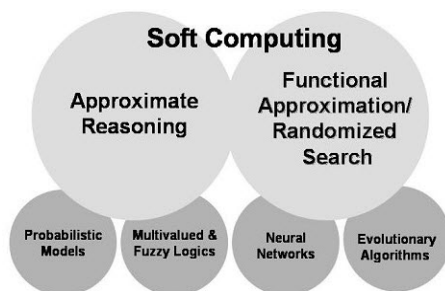 Soft Computing
Approximate
Reasoning
Functional
Approximation/
Randomized
Search
Probabilistic
Models
Multivalued &
Fuzzy Logics
Neural
Networks
Evolutionary
Algorithms